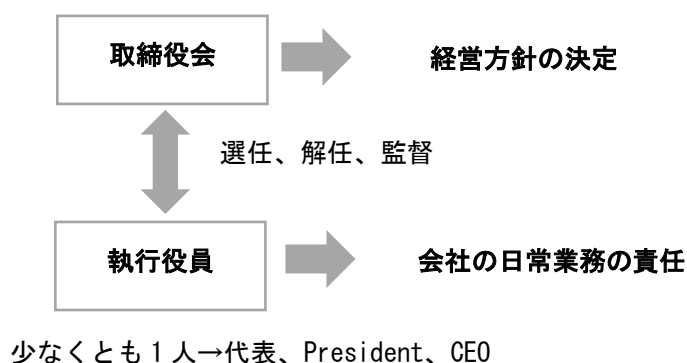 取締役会
経営方針の決定
選任、解任、監督
執行役員
会社の日常業務の責任
少なくとも１人→代表、President、CEO